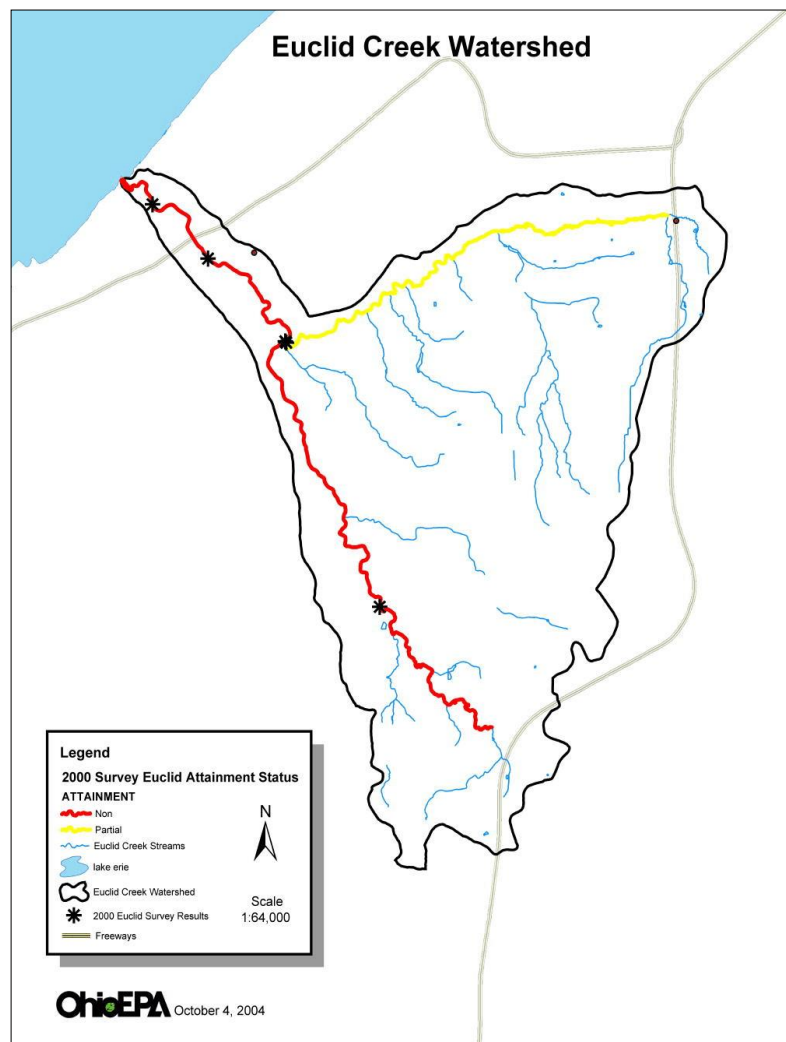 Euclid Creek Watershed
Legend
2000 Survey Euclid Attainment Status
ATTAINMENT
Non
Partial
Euclid Creek Streams
lake erie
Euclid Creek Watershed
2000 Euclid Survey Results
Freeways
N
Scale
1:64,000
OhioEPA October 4, 2004